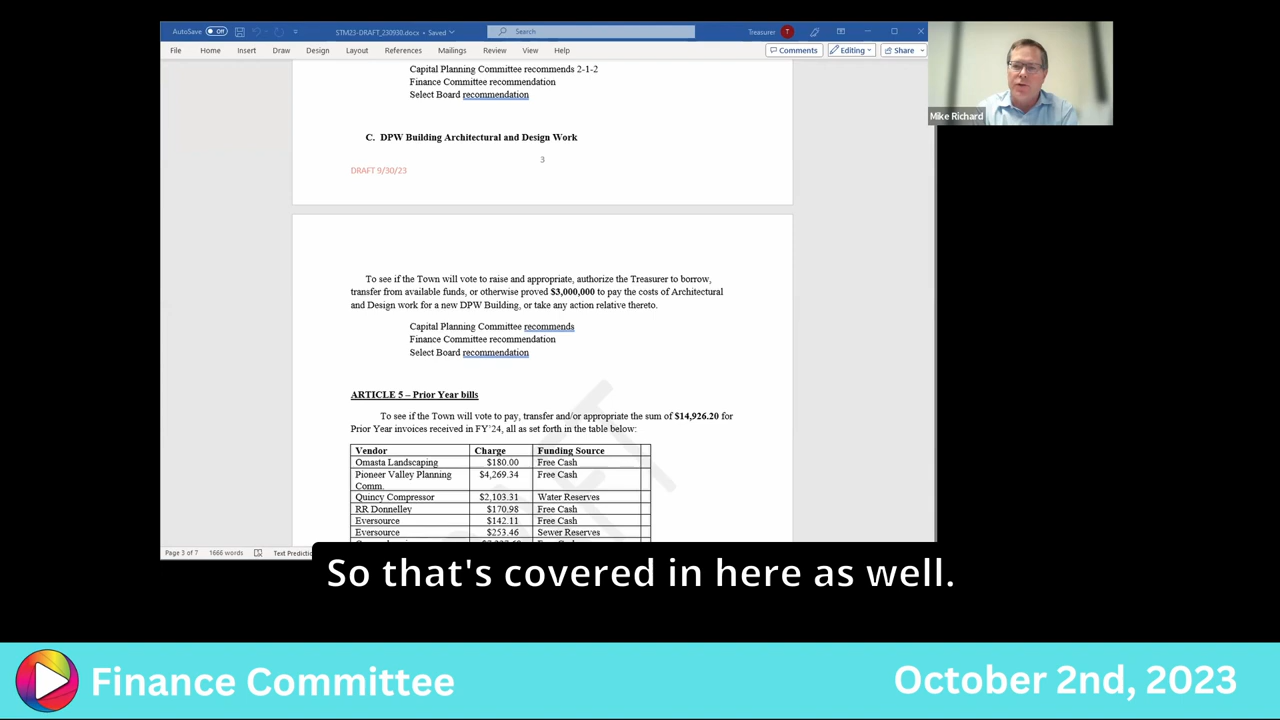 AutoSave Off STM23-DRAFT_230930.docx • Saved Search Treasurer T
File Home Insert Draw Design Layout References Mailings Review View Help Comments Editing Share
Mike Richard
Capital Planning Committee recommends 2-1-2
Finance Committee recommendation
Select Board recommendation
C. DPW Building Architectural and Design Work
3
DRAFT 9/30/23
To see if the Town will vote to raise and appropriate, authorize the Treasurer to borrow,
transfer from available funds, or otherwise proved $3,000,000 to pay the costs of Architectural
and Design work for a new DPW Building, or take any action relative thereto.
Capital Planning Committee recommends
Finance Committee recommendation
Select Board recommendation
ARTICLE 5 – Prior Year bills
To see if the Town will vote to pay, transfer and/or appropriate the sum of $14,926.20 for
Prior Year invoices received in FY'24, all as set forth in the table below:
Vendor Charge Funding Source
Omasta Landscaping $180.00 Free Cash
Pioneer Valley Planning $4,269.34 Free Cash
Comm.
Quincy Compressor $2,103.31 Water Reserves
RR Donnelley $170.98 Free Cash
Eversource $142.11 Free Cash
Eversource $253.46 Sewer Reserves
Page 3 of 7 1666 words Text Predicti
So that's covered in here as well.
Finance Committee
October 2nd, 2023